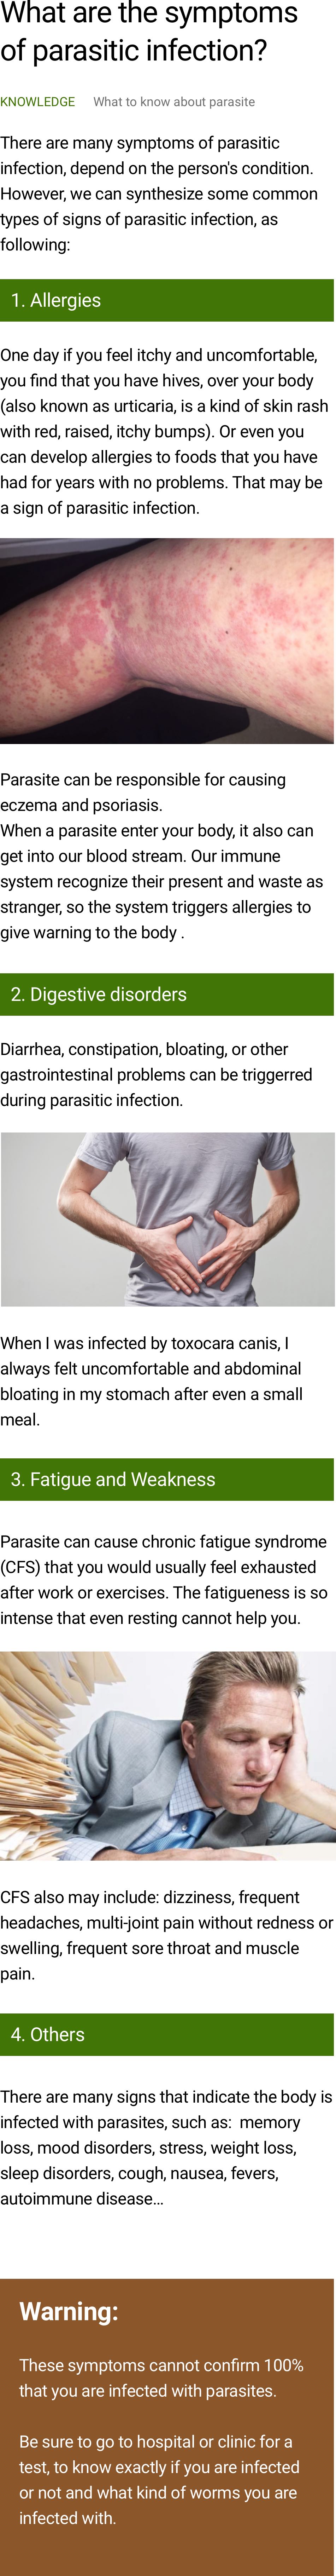 What are the symptoms
of parasitic infection?
KNOWLEDGE What to know about parasite
There are many symptoms of parasitic
infection, depend on the person's condition.
However, we can synthesize some common
types of signs of parasitic infection, as
following:
1. Allergies
One day if you feel itchy and uncomfortable,
you find that you have hives, over your body
(also known as urticaria, is a kind of skin rash
with red, raised, itchy bumps). Or even you
can develop allergies to foods that you have
had for years with no problems. That may be
a sign of parasitic infection.
Parasite can be responsible for causing
eczema and psoriasis.
When a parasite enter your body, it also can
get into our blood stream. Our immune
system recognize their present and waste as
stranger, so the system triggers allergies to
give warning to the body .
2. Digestive disorders
Diarrhea, constipation, bloating, or other
gastrointestinal problems can be triggerred
during parasitic infection.
When I was infected by toxocara canis, I
always felt uncomfortable and abdominal
bloating in my stomach after even a small
meal.
3. Fatigue and Weakness
Parasite can cause chronic fatigue syndrome
(CFS) that you would usually feel exhausted
after work or exercises. The fatigueness is so
intense that even resting cannot help you.
CFS also may include: dizziness, frequent
headaches, multi-joint pain without redness or
swelling, frequent sore throat and muscle
pain.
4. Others
There are many signs that indicate the body is
infected with parasites, such as:  memory
loss, mood disorders, stress, weight loss,
sleep disorders, cough, nausea, fevers,
autoimmune disease...
Warning:
These symptoms cannot confirm 100%
that you are infected with parasites.
Be sure to go to hospital or clinic for a
test, to know exactly if you are infected
or not and what kind of worms you are
infected with.